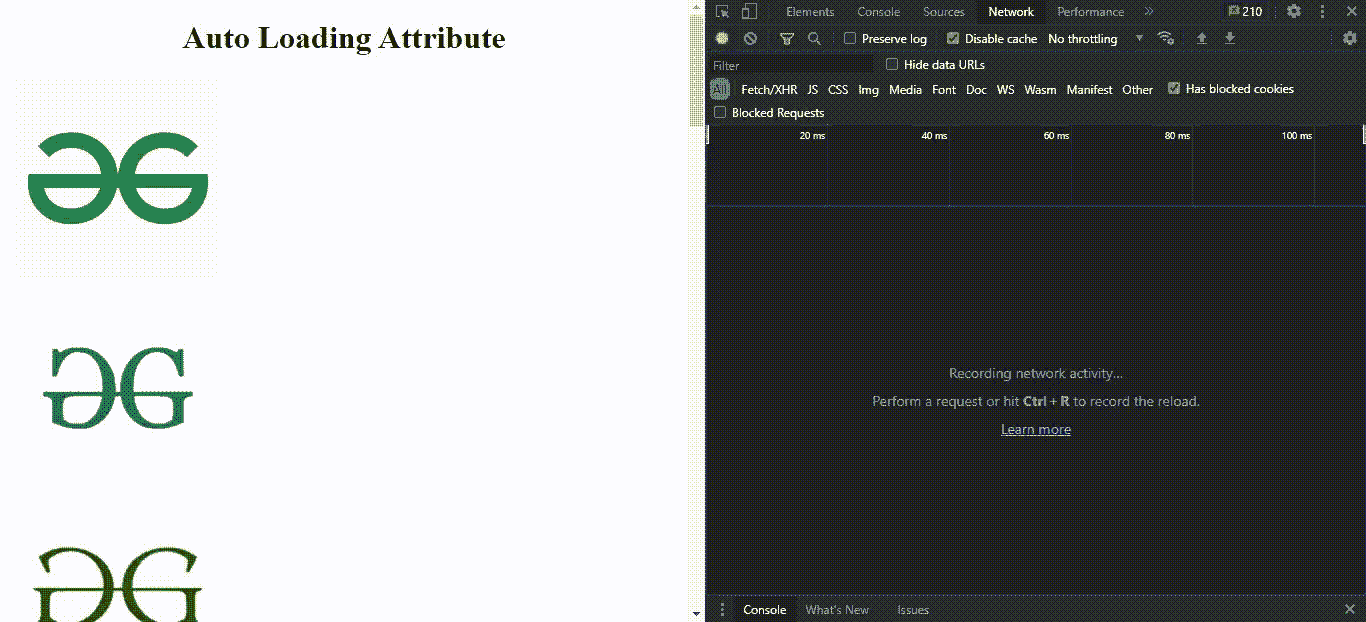 Auto Loading Attribute
Elements Console Sources Network Performance » 210
Preserve log Disable cache No throttling
Filter Hide data URLs
All Fetch/XHR JS CSS Img Media Font Doc WS Wasm Manifest Other Has blocked cookies
Blocked Requests
20 ms 40 ms 60 ms 80 ms 100 ms
Recording network activity...
Perform a request or hit Ctrl + R to record the reload.
Learn more
Console What's New Issues